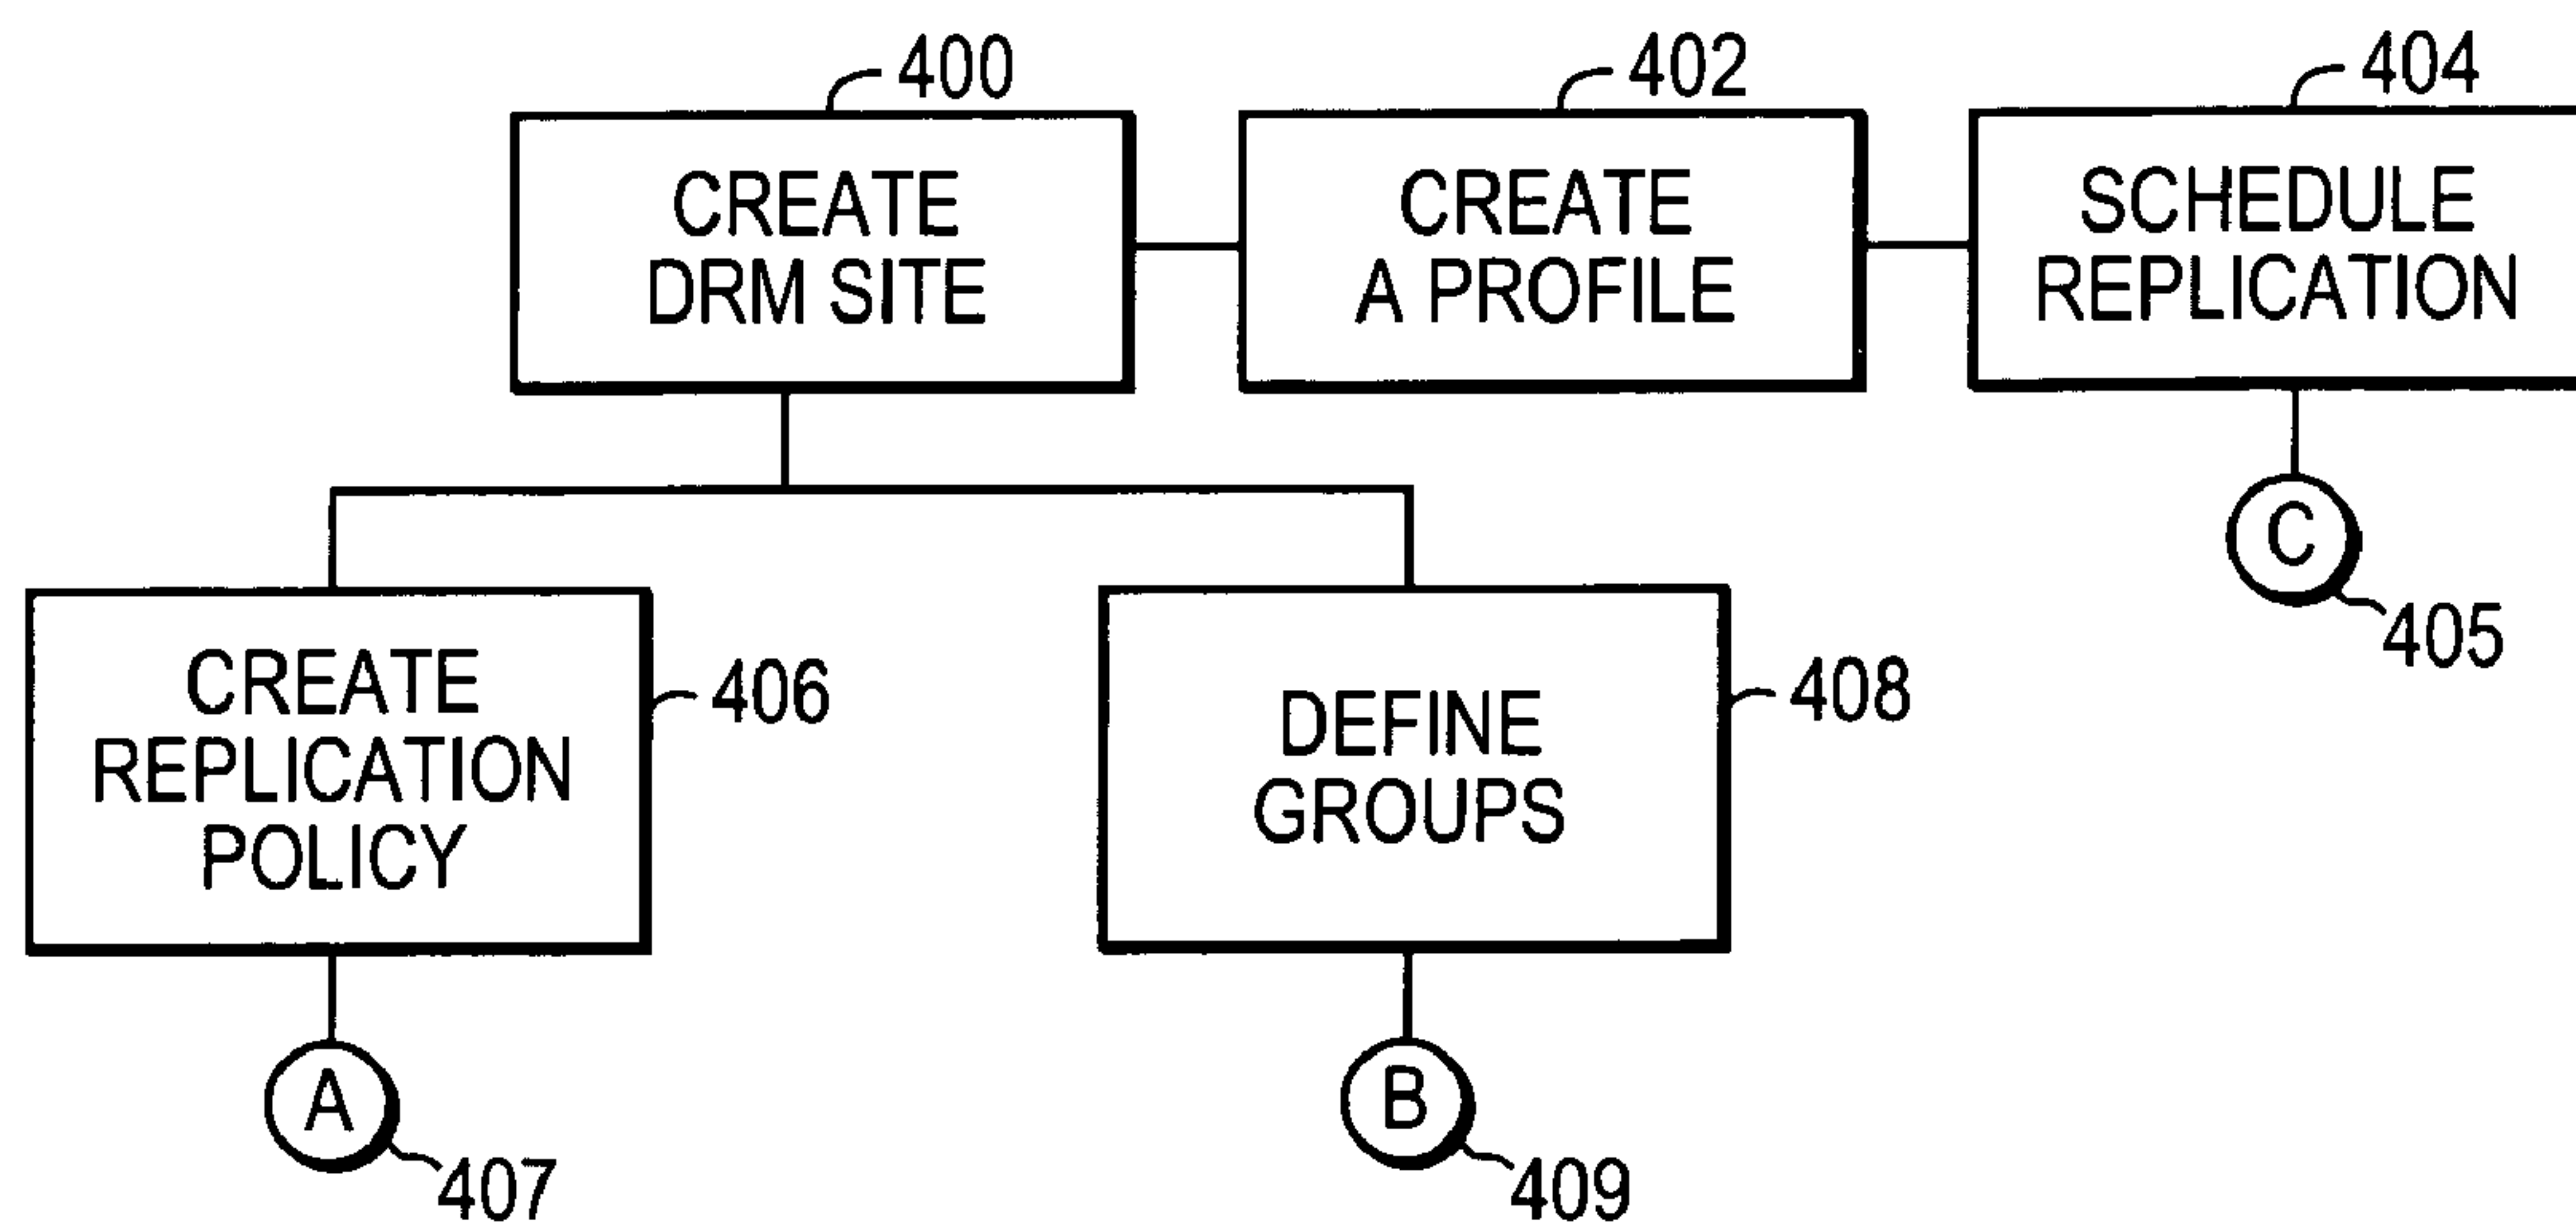 400
402
404
CREATE
DRM SITE
CREATE
A PROFILE
SCHEDULE
REPLICATION
C
405
CREATE
REPLICATION
POLICY
406
DEFINE
GROUPS
408
A
407
B
409